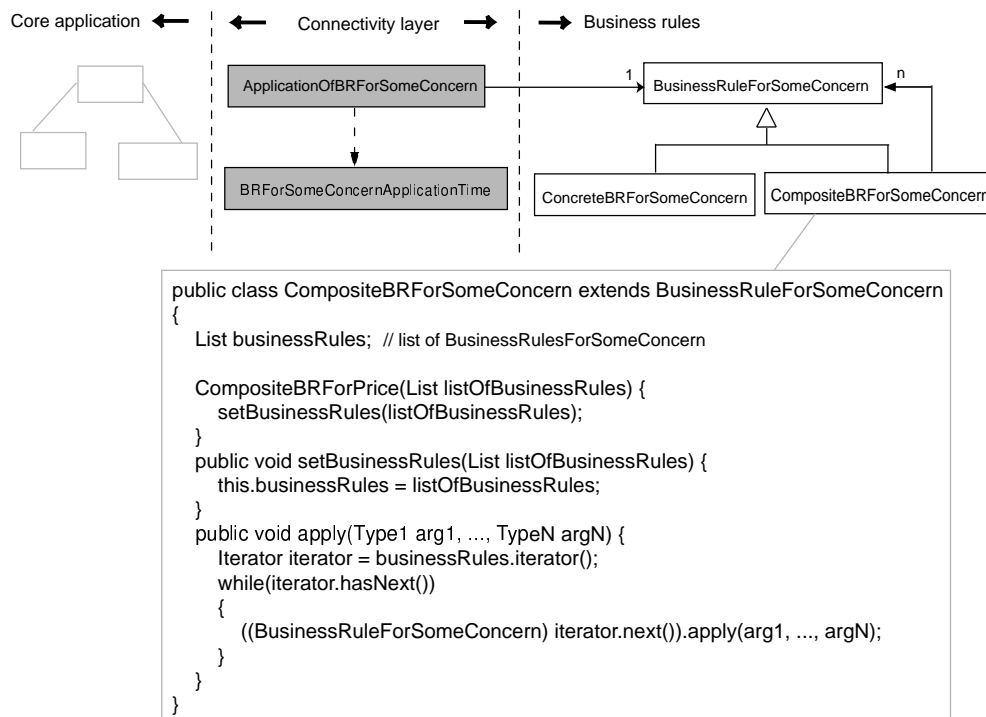 Core application
Connectivity layer
Business rules
ApplicationOfBRForSomeConcern
1
BusinessRuleForSomeConcern
n
BRForSomeConcernApplicationTime
ConcreteBRForSomeConcern
CompositeBRForSomeConcern
public class CompositeBRForSomeConcern extends BusinessRuleForSomeConcern
{
List businessRules; // list of BusinessRulesForSomeConcern
CompositeBRForPrice(List listOfBusinessRules) {
setBusinessRules(listOfBusinessRules);
}
public void setBusinessRules(List listOfBusinessRules) {
this.businessRules = listOfBusinessRules;
}
public void apply(Type1 arg1, ..., TypeN argN) {
Iterator iterator = businessRules.iterator();
while(iterator.hasNext())
{
((BusinessRuleForSomeConcern) iterator.next()).apply(arg1, ..., argN);
}
}
}